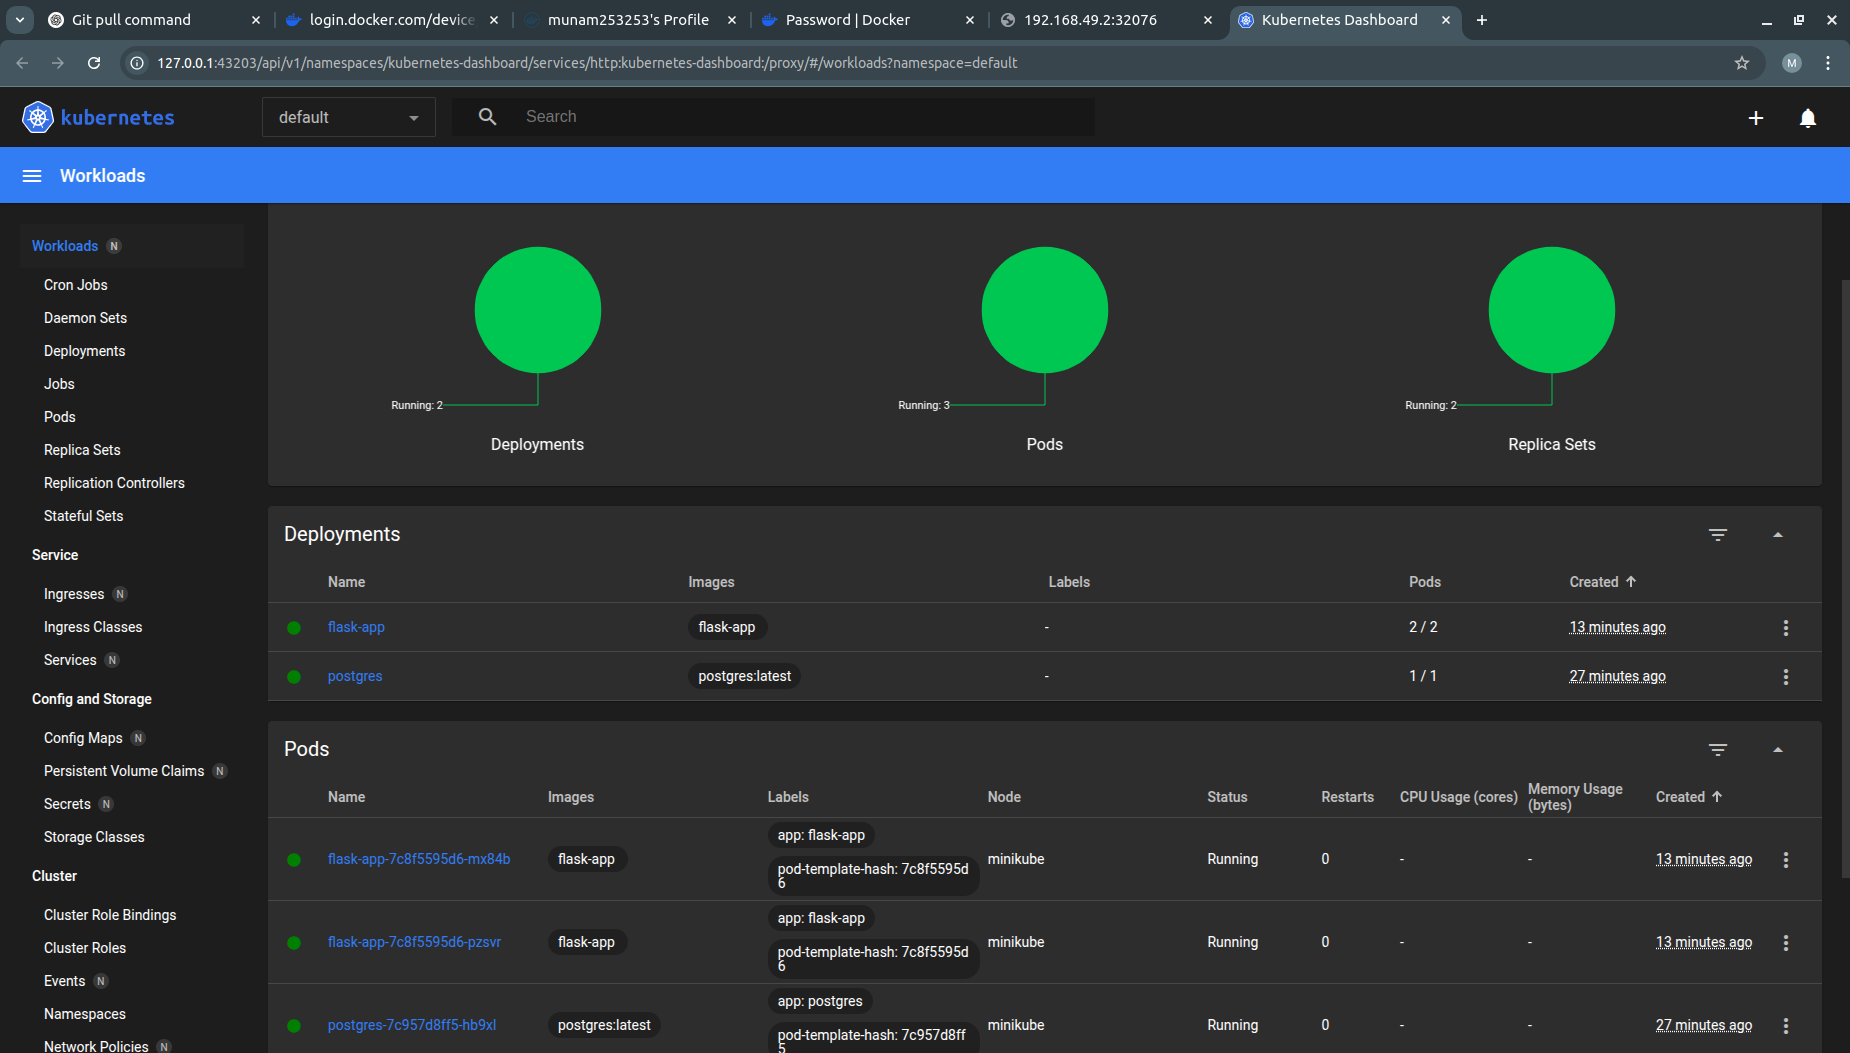 Git pull command
login.docker.com/device
munam253253's Profile
Password | Docker
192.168.49.2:32076
Kubernetes Dashboard
127.0.0.1:43203/api/v1/namespaces/kubernetes-dashboard/services/http:kubernetes-dashboard:/proxy/#/workloads?namespace=default
M
kubernetes
default
Search
Workloads
Workloads N
Cron Jobs
Daemon Sets
Deployments
Jobs
Pods
Replica Sets
Replication Controllers
Stateful Sets
Service
Ingresses N
Ingress Classes
Services N
Config and Storage
Config Maps N
Persistent Volume Claims N
Secrets N
Storage Classes
Cluster
Cluster Role Bindings
Cluster Roles
Events N
Namespaces
Network Policies N
Running: 2
Deployments
Running: 3
Pods
Running: 2
Replica Sets
Deployments
Name Images Labels Pods Created
flask-app flask-app - 2 / 2 13 minutes ago
postgres postgres:latest - 1 / 1 27 minutes ago
Pods
Name Images Labels Node Status Restarts CPU Usage (cores) Memory Usage
(bytes)
Created
app: flask-app
flask-app-7c8f5595d6-mx84b flask-app minikube Running 0 - - 13 minutes ago
pod-template-hash: 7c8f5595d
6
app: flask-app
flask-app-7c8f5595d6-pzsvr flask-app minikube Running 0 - - 13 minutes ago
pod-template-hash: 7c8f5595d
6
app: postgres
postgres-7c957d8ff5-hb9xl postgres:latest minikube Running 0 - - 27 minutes ago
pod-template-hash: 7c957d8ff
5